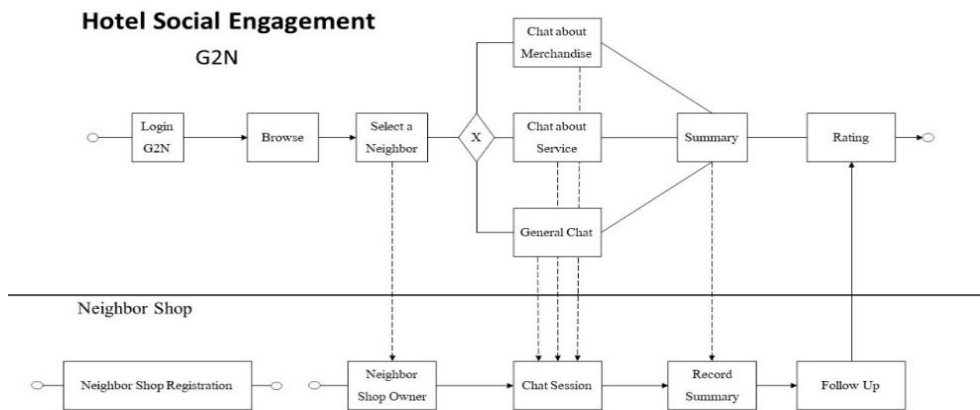 Hotel Social Engagement
G2N
Chat about
Merchandise
Login
G2N
Browse
Select a
Neighbor
X
Chat about
Service
Summary
Rating
General Chat
Neighbor Shop
Neighbor Shop Registration
Neighbor
Shop Owner
Chat Session
Record
Summary
Follow Up